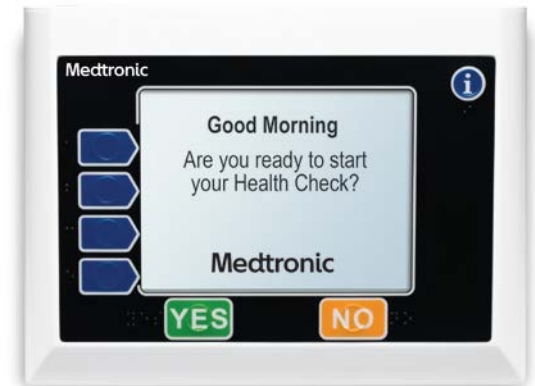 Medtronic
i
Good Morning
Are you ready to start
your Health Check?
Medtronic
YES
NO